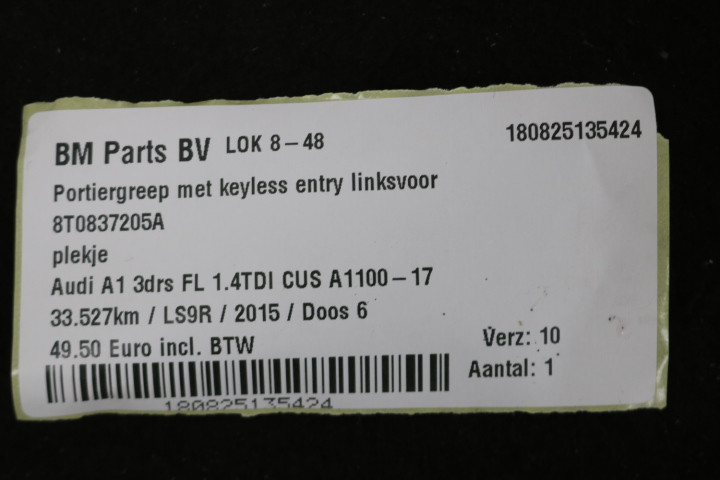 BM Parts BV LOK 8-48 180825135424
Portiergreep met keyless entry linksvoor
8T0837205A
plekje
Audi A1 3drs FL 1.4TDI CUS A1100-17
33.527km / LS9R / 2015 / Doos 6
49.50 Euro incl. BTW
Verz: 10
Aantal: 1
180825135424